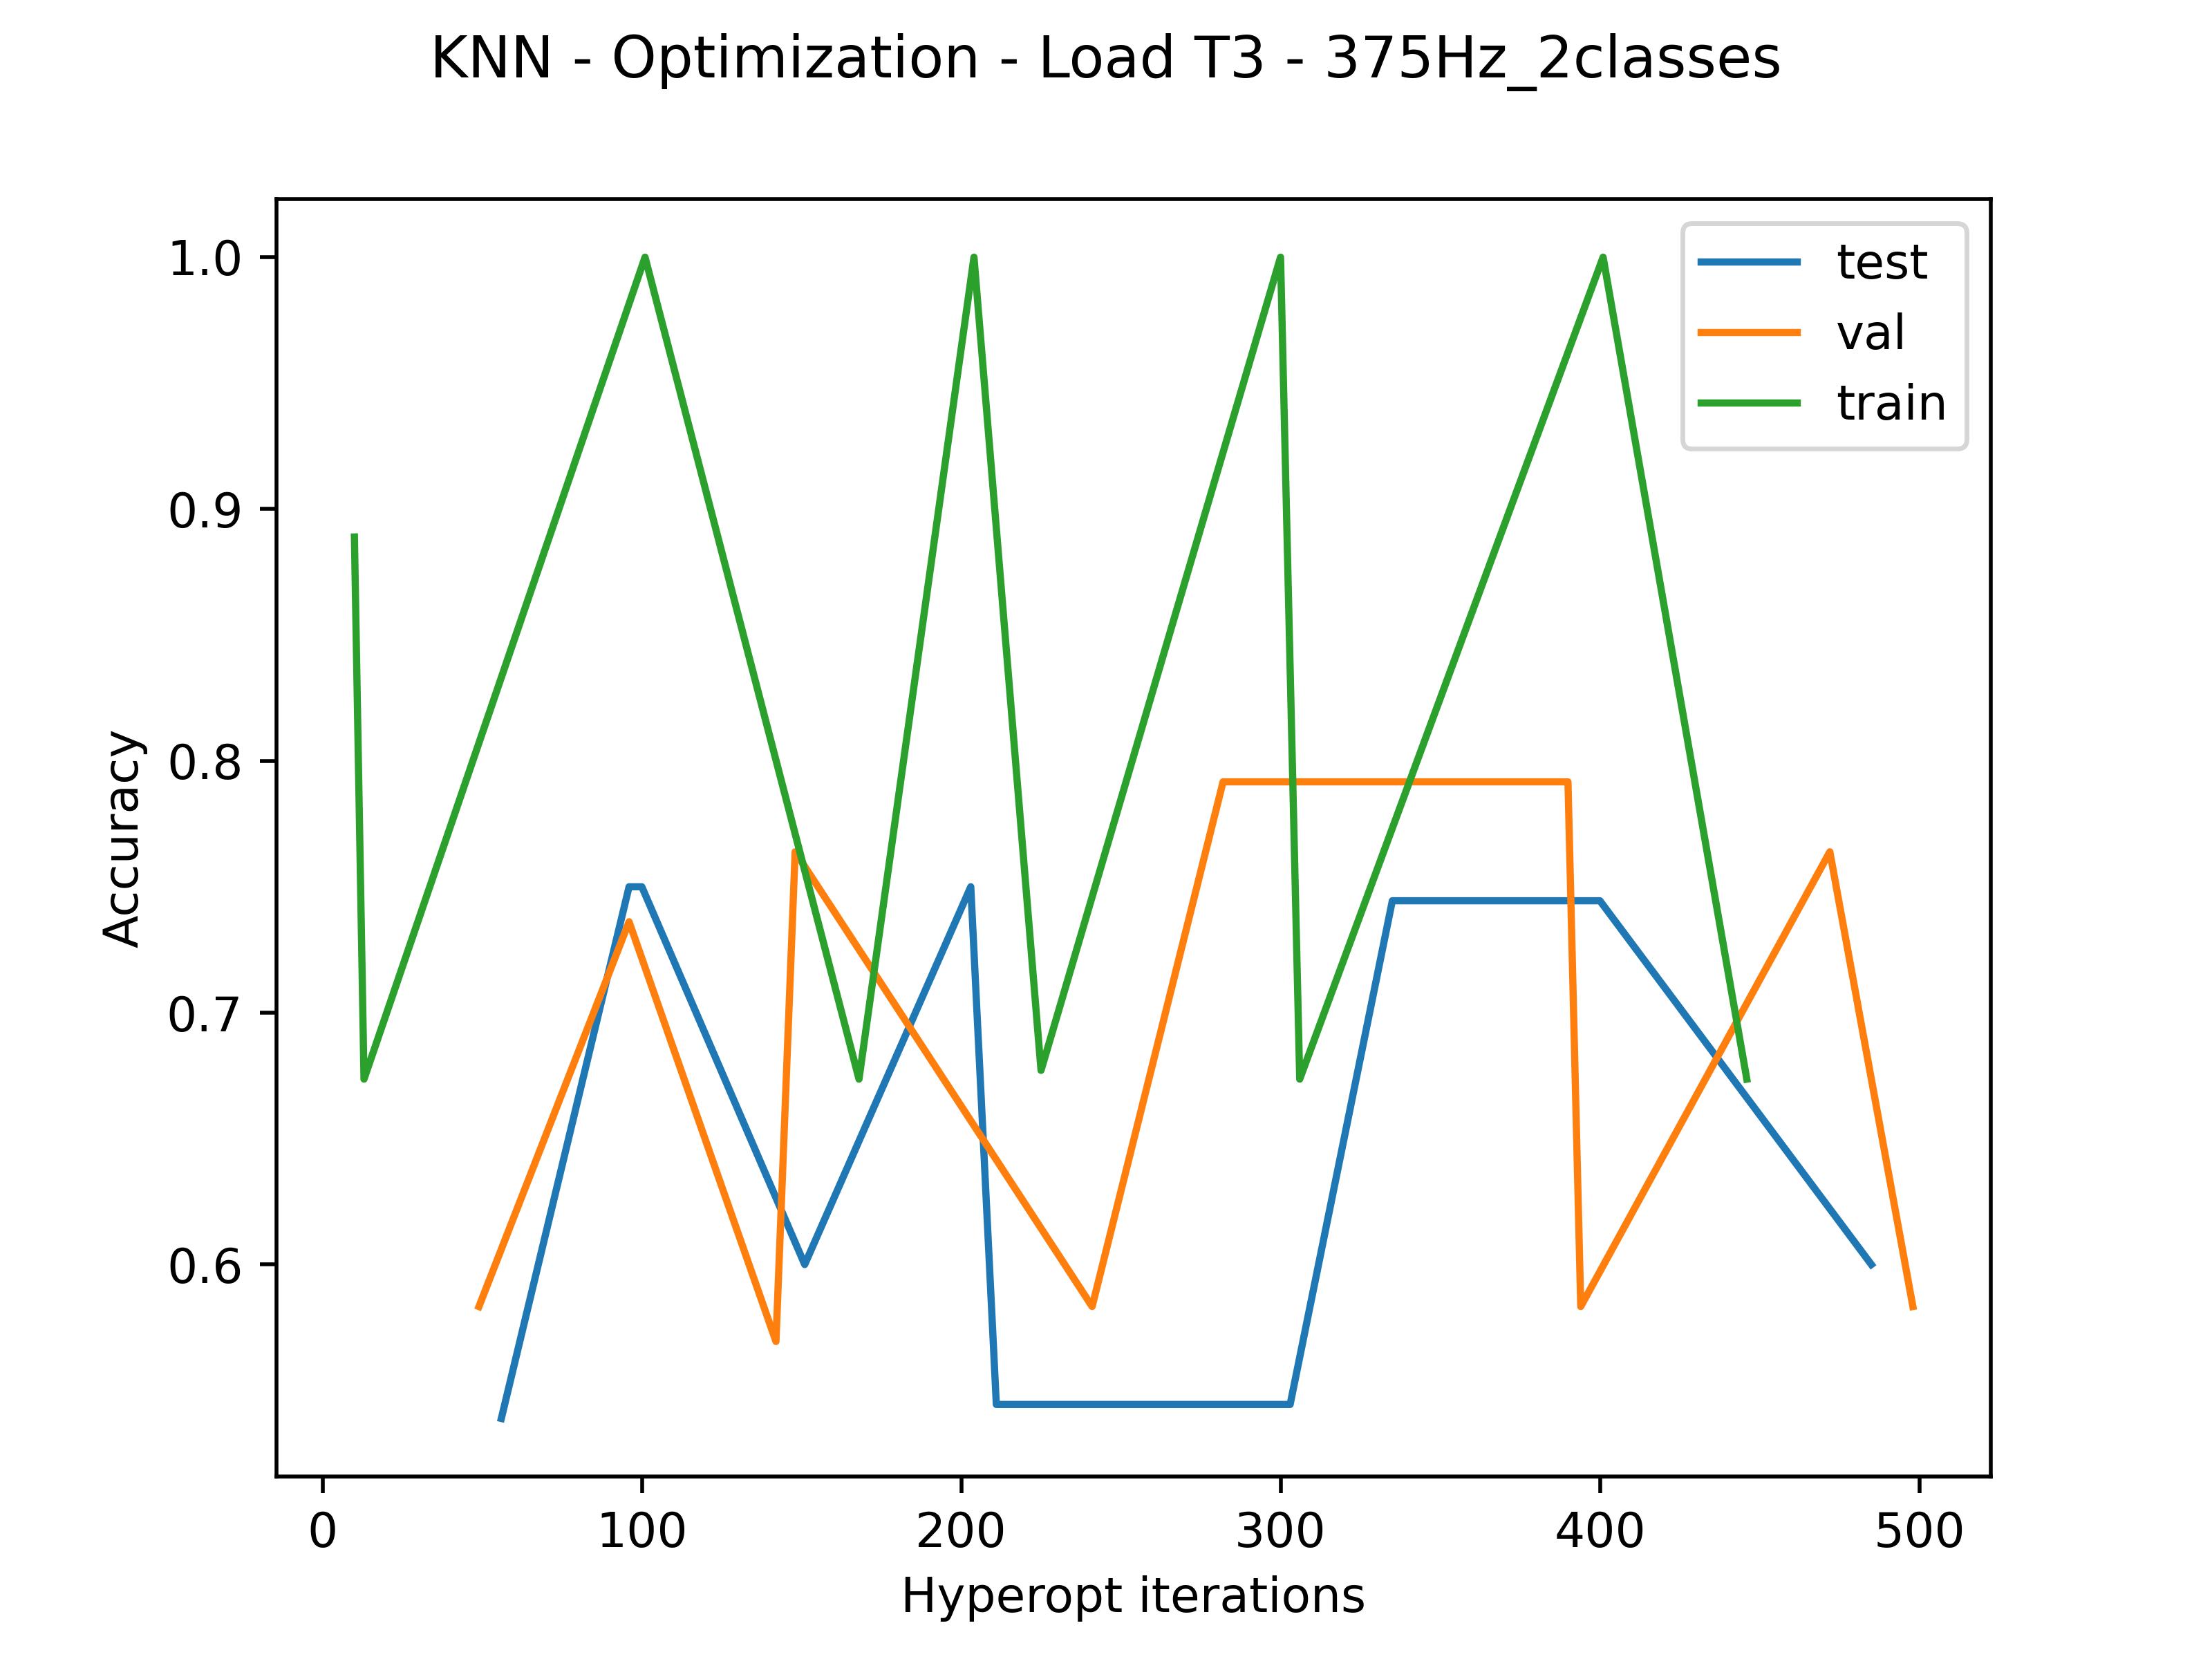 KNN - Optimization - Load T3 - 375Hz_2classes
1.0
0.9
0.8
0.7
0.6
Accuracy
test
val
train
0 100 200 300 400 500
Hyperopt iterations